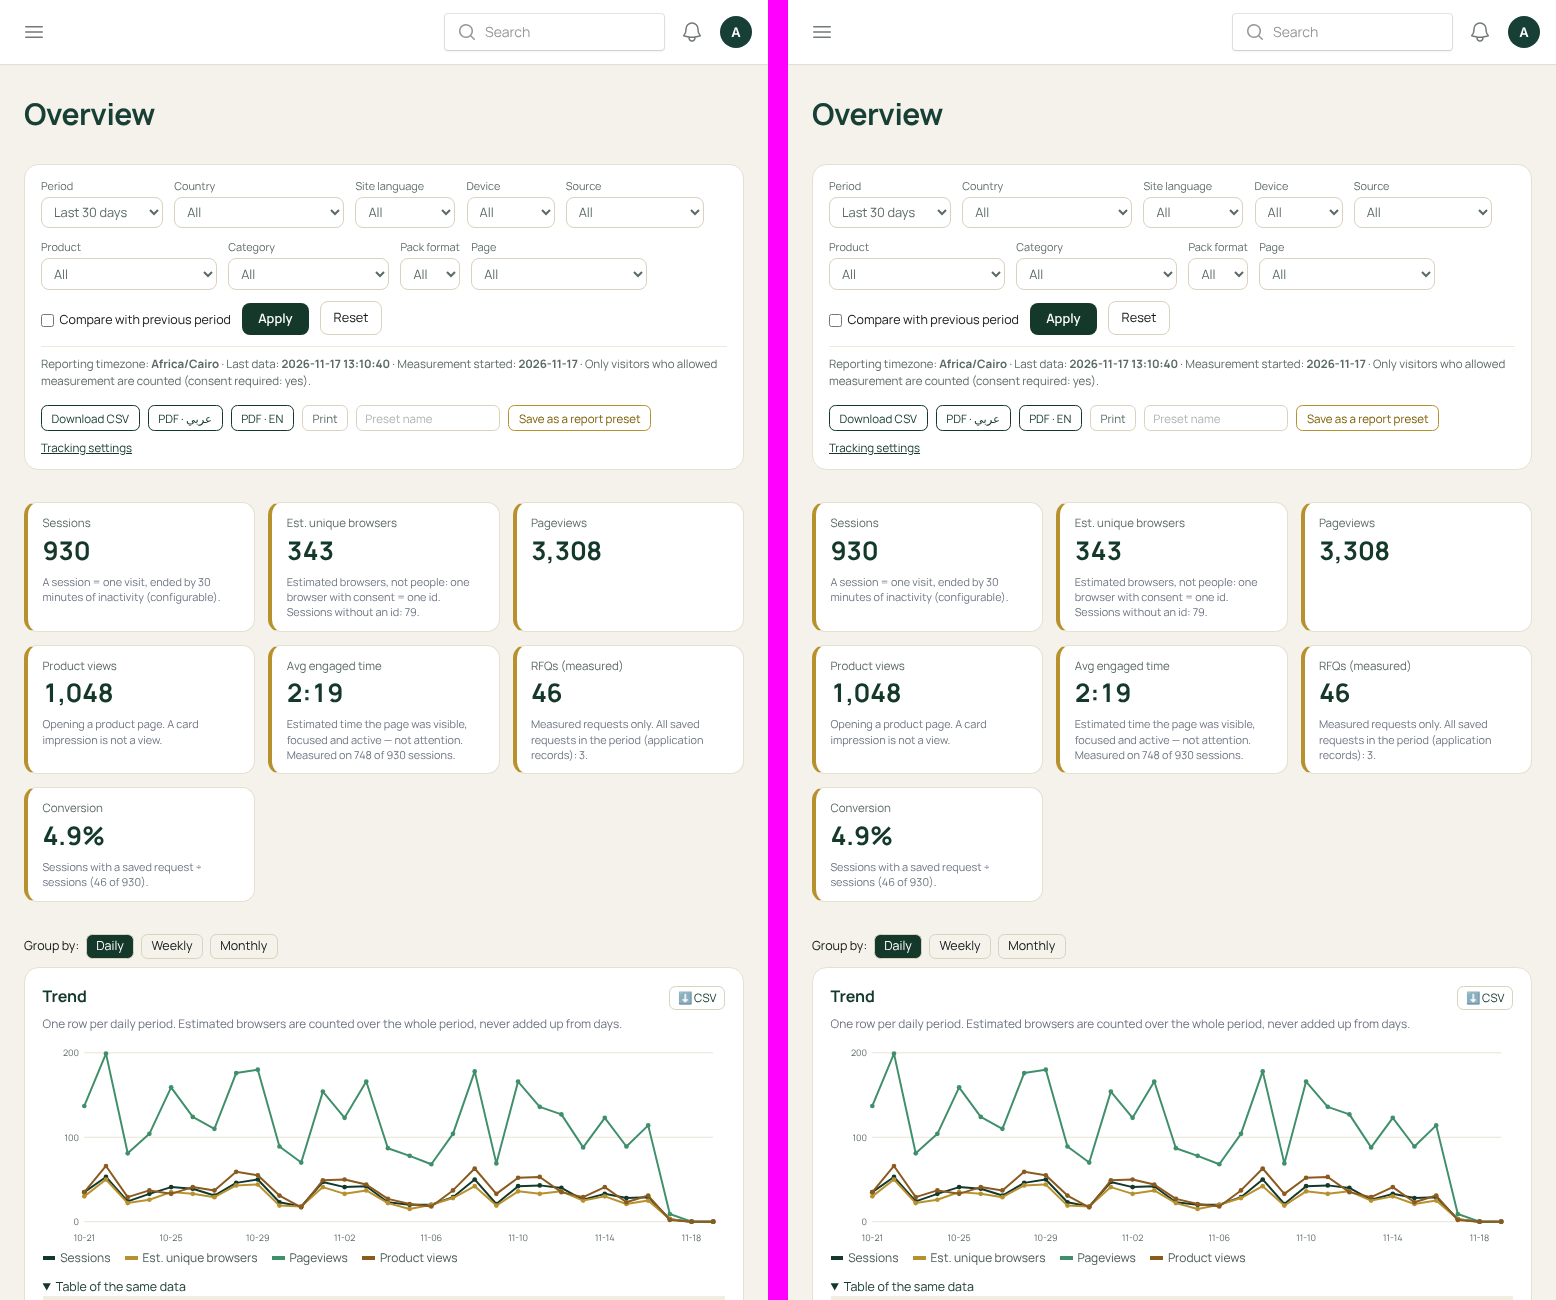 Search
A
Overview
Period Country Site language Device Source
Last 30 days All All All All
Product Category Pack format Page
All All All All
Compare with previous period Apply Reset
Reporting timezone: Africa/Cairo · Last data: 2026-11-17 13:10:40 · Measurement started: 2026-11-17 · Only visitors who allowed
measurement are counted (consent required: yes).
Download CSV PDF · عربي PDF · EN Print Preset name Save as a report preset
Tracking settings
Sessions
930
A session = one visit, ended by 30
minutes of inactivity (configurable).
Est. unique browsers
343
Estimated browsers, not people: one
browser with consent = one id.
Sessions without an id: 79.
Pageviews
3,308
Product views
1,048
Opening a product page. A card
impression is not a view.
Avg engaged time
2:19
Estimated time the page was visible,
focused and active — not attention.
Measured on 748 of 930 sessions.
RFQs (measured)
46
Measured requests only. All saved
requests in the period (application
records): 3.
Conversion
4.9%
Sessions with a saved request ÷
sessions (46 of 930).
Group by: Daily Weekly Monthly
Trend
CSV
One row per daily period. Estimated browsers are counted over the whole period, never added up from days.
200
100
0
10-21 10-25 10-29 11-02 11-06 11-10 11-14 11-18
Sessions Est. unique browsers Pageviews Product views
Table of the same data
Search
A
Overview
Period Country Site language Device Source
Last 30 days All All All All
Product Category Pack format Page
All All All All
Compare with previous period Apply Reset
Reporting timezone: Africa/Cairo · Last data: 2026-11-17 13:10:40 · Measurement started: 2026-11-17 · Only visitors who allowed
measurement are counted (consent required: yes).
Download CSV PDF · عربي PDF · EN Print Preset name Save as a report preset
Tracking settings
Sessions
930
A session = one visit, ended by 30
minutes of inactivity (configurable).
Est. unique browsers
343
Estimated browsers, not people: one
browser with consent = one id.
Sessions without an id: 79.
Pageviews
3,308
Product views
1,048
Opening a product page. A card
impression is not a view.
Avg engaged time
2:19
Estimated time the page was visible,
focused and active — not attention.
Measured on 748 of 930 sessions.
RFQs (measured)
46
Measured requests only. All saved
requests in the period (application
records): 3.
Conversion
4.9%
Sessions with a saved request ÷
sessions (46 of 930).
Group by: Daily Weekly Monthly
Trend
CSV
One row per daily period. Estimated browsers are counted over the whole period, never added up from days.
200
100
0
10-21 10-25 10-29 11-02 11-06 11-10 11-14 11-18
Sessions Est. unique browsers Pageviews Product views
Table of the same data